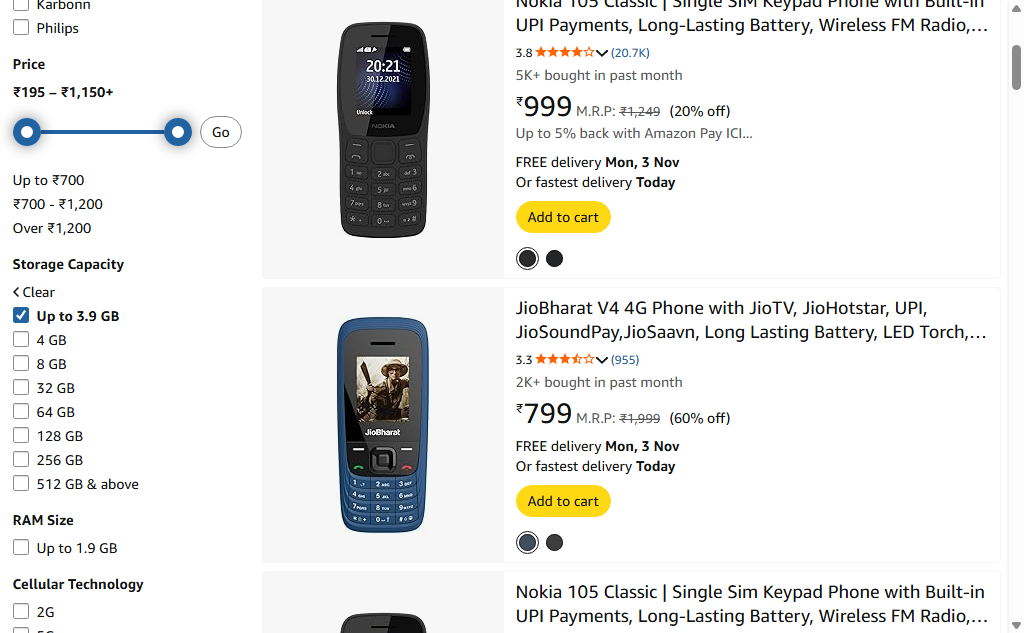 Karbonn
Philips
Price
₹195 – ₹1,150+
Go
Up to ₹700
₹700 - ₹1,200
Over ₹1,200
Storage Capacity
Clear
Up to 3.9 GB
4 GB
8 GB
32 GB
64 GB
128 GB
256 GB
512 GB & above
RAM Size
Up to 1.9 GB
Cellular Technology
2G
20:21
30.12.2021
Unlock
NOKIA
Nokia 105 Classic | Single SIM Keypad Phone with Built-in
UPI Payments, Long-Lasting Battery, Wireless FM Radio,...
3.8 (20.7K)
5K+ bought in past month
₹999 M.R.P: ₹1,249 (20% off)
Up to 5% back with Amazon Pay ICI...
FREE delivery Mon, 3 Nov
Or fastest delivery Today
Add to cart
JioBharat
JioBharat V4 4G Phone with JioTV, JioHotstar, UPI,
JioSoundPay,JioSaavn, Long Lasting Battery, LED Torch,...
3.3 (955)
2K+ bought in past month
₹799 M.R.P: ₹1,999 (60% off)
FREE delivery Mon, 3 Nov
Or fastest delivery Today
Add to cart
Nokia 105 Classic | Single Sim Keypad Phone with Built-in
UPI Payments, Long-Lasting Battery, Wireless FM Radio,...